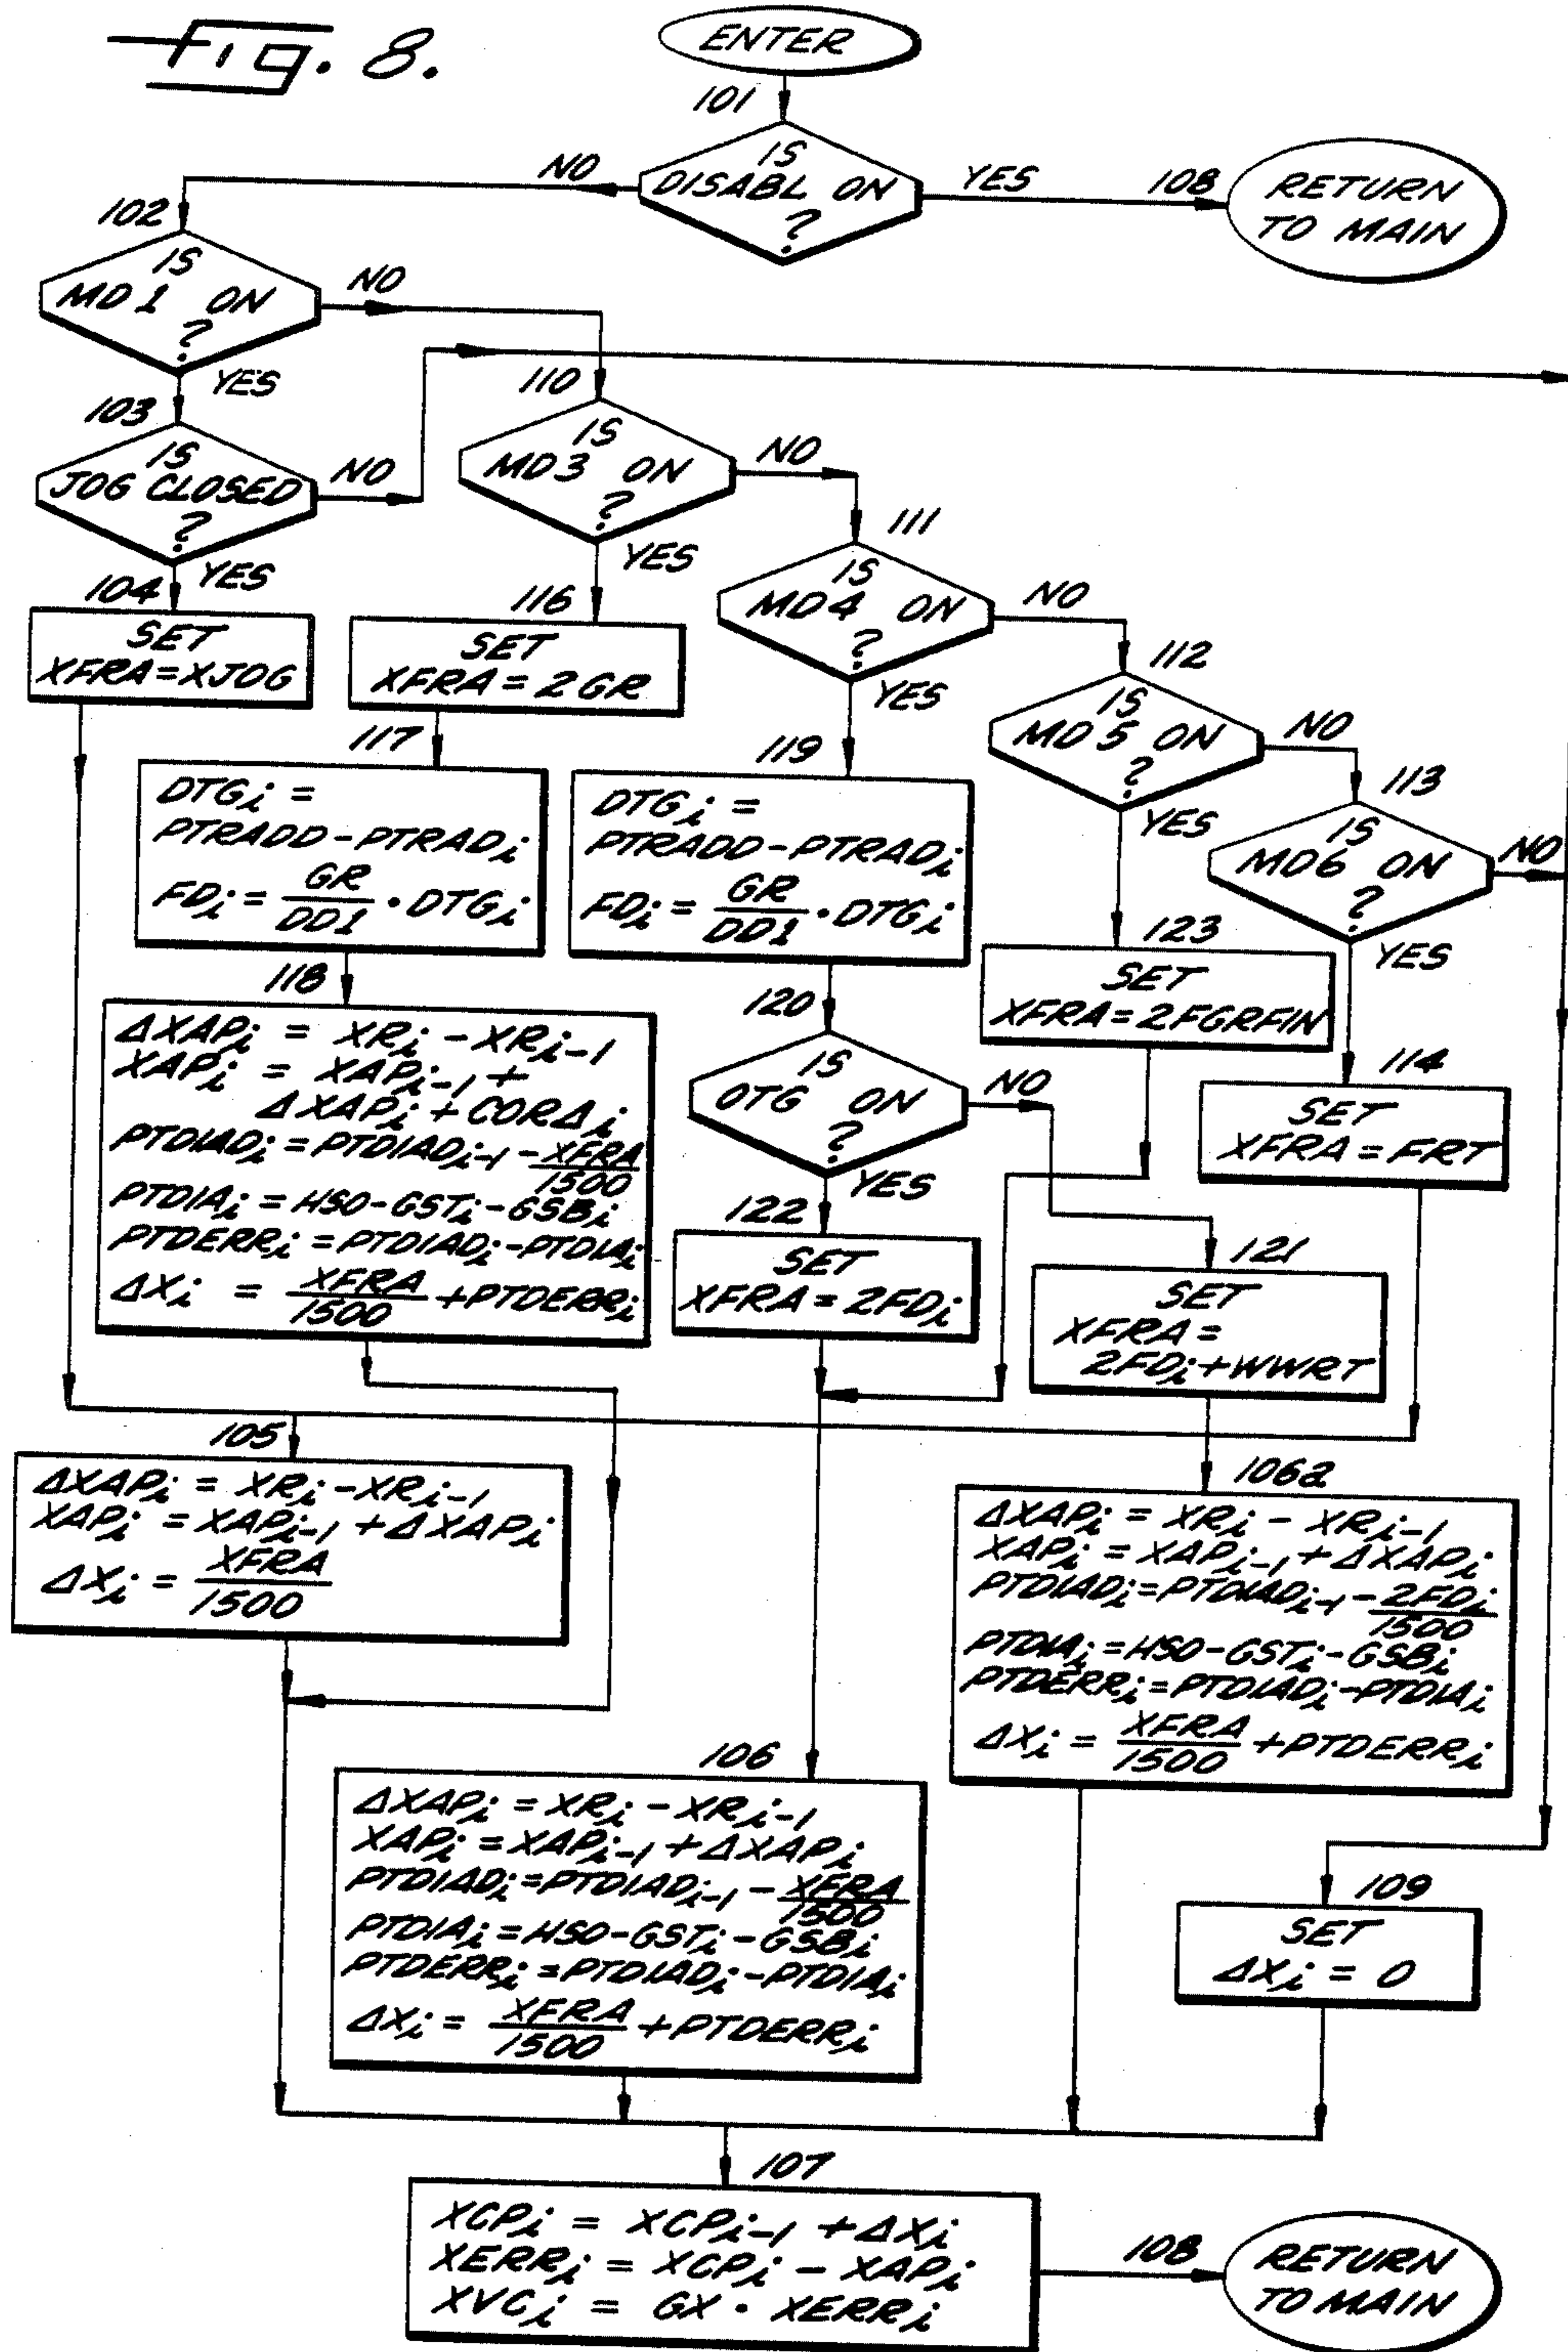 Fig. 8.
ENTER
101
IS
DISABL ON
?
NO
YES
108
RETURN
TO MAIN
102
IS
MD1 ON
?
NO
YES
103
IS
JOG CLOSED
?
NO
YES
104
SET
XFRA=XJOG
110
IS
MD3 ON
?
NO
YES
116
SET
XFRA = 2GR
117
DTGi =
PTRADD-PTRADi
FDi = GR/DD1 · DTGi
118
ΔXAPi = XRi - XRi-1
XAPi = XAPi-1 +
ΔXAPi + CORΔi
PTDIADi = PTDIADi-1 - XFRA/1500
PTDIAi = HSO-GSTi-GSBi
PTDERRi = PTDIADi-PTDIAi
ΔXi = XFRA/1500 + PTDERRi
111
IS
MD4 ON
?
NO
YES
119
DTGi =
PTRADD-PTRADi
FDi = GR/DD1 · DTGi
120
IS
OTG ON
?
NO
YES
122
SET
XFRA = 2FDi
112
IS
MD5 ON
?
NO
YES
123
SET
XFRA=2FGRFIN
113
IS
MD6 ON
?
NO
YES
114
SET
XFRA = FRT
121
SET
XFRA =
2FDi+WWRT
105
ΔXAPi = XRi - XRi-1
XAPi = XAPi-1 + ΔXAPi
ΔXi = XFRA/1500
106a
ΔXAPi = XRi - XRi-1
XAPi = XAPi-1 + ΔXAPi
PTDIADi = PTDIADi-1 - 2FDi/1500
PTDIAi = HSO-GSTi-GSBi
PTDERRi = PTDIADi-PTDIAi
ΔXi = XFRA/1500 + PTDERRi
106
ΔXAPi = XRi - XRi-1
XAPi = XAPi-1 + ΔXAPi
PTDIADi = PTDIADi-1 - XFRA/1500
PTDIAi = HSO-GSTi-GSBi
PTDERRi = PTDIADi-PTDIAi
ΔXi = XFRA/1500 + PTDERRi
109
SET
ΔXi = 0
107
XCPi = XCPi-1 + ΔXi
XERRi = XCPi - XAPi
XVCi = GX · XERRi
108
RETURN
TO MAIN